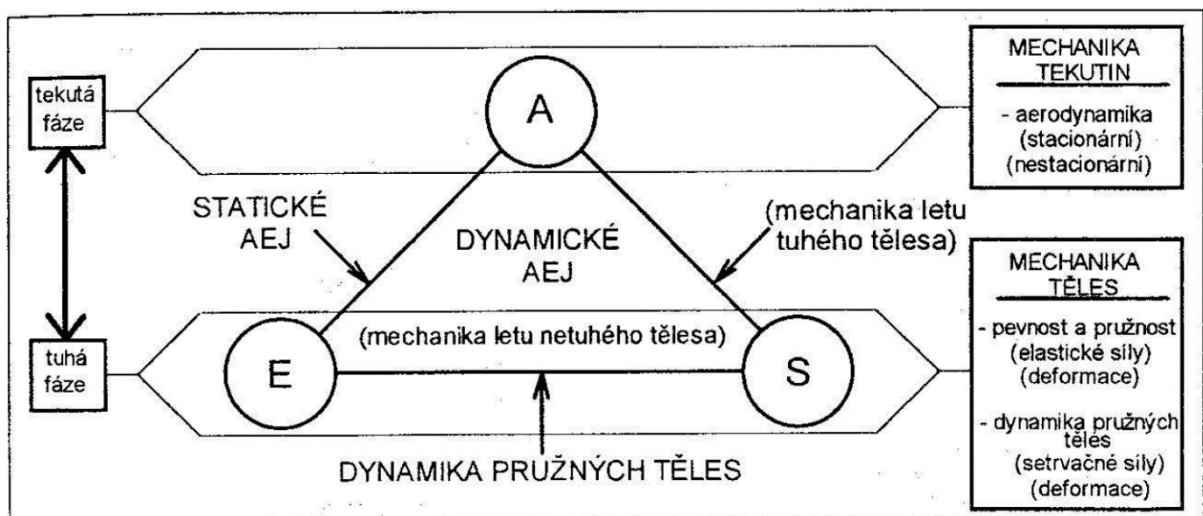 tekutá
fáze
A
MECHANIKA
TEKUTIN
- aerodynamika
(stacionární)
(nestacionární)
STATICKÉ
AEJ
DYNAMICKÉ
AEJ
(mechanika letu
tuhého tělesa)
tuhá
fáze
E
(mechanika letu netuhého tělesa)
S
DYNAMIKA PRUŽNÝCH TĚLES
MECHANIKA
TĚLES
- pevnost a pružnost
(elastické síly)
(deformace)
- dynamika pružných
těles
(setrvačné síly)
(deformace)